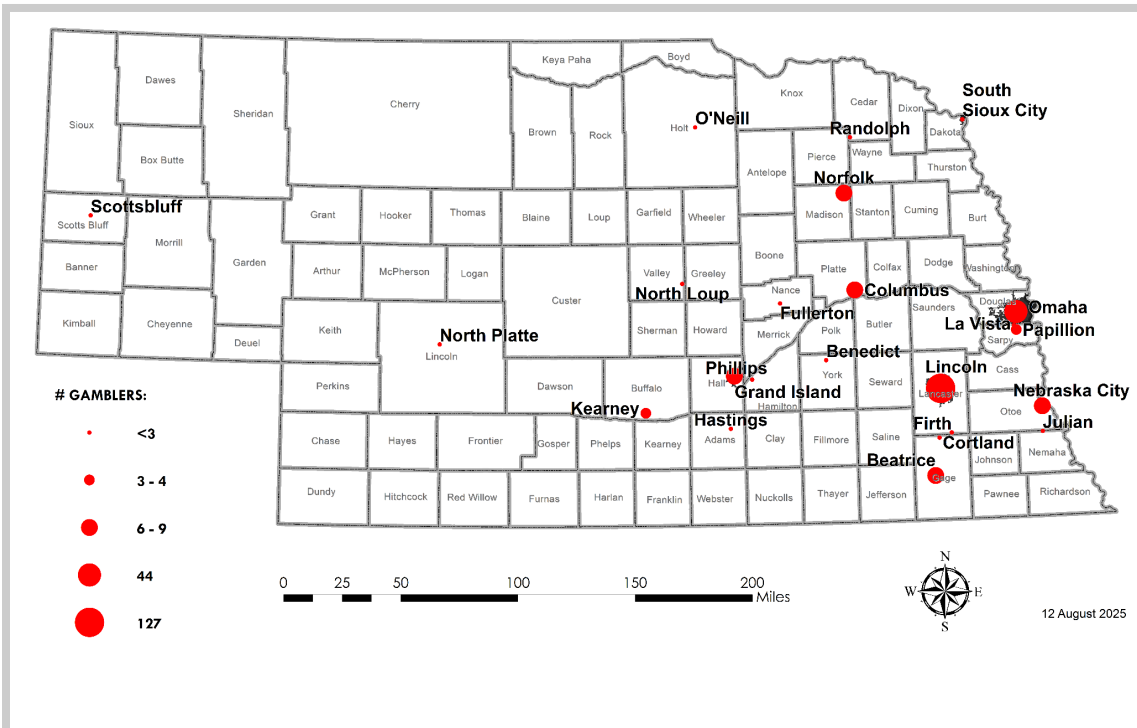 Keya Paha
Boyd
Dawes
Sheridan
Cherry
Knox
Cedar
Dixon
South
Sioux City
Sioux
Box Butte
Brown
Rock
Holt
O'Neill
Randolph
Dakota
Antelope
Pierce
Wayne
Thurston
Norfolk
Scottsbluff
Scotts Bluff
Morrill
Grant
Hooker
Thomas
Blaine
Loup
Garfield
Wheeler
Madison
Stanton
Cuming
Burt
Banner
Garden
Arthur
McPherson
Logan
Custer
Valley
Greeley
Boone
Platte
Colfax
Dodge
Washington
North Loup
Nance
Columbus
Kimball
Cheyenne
Keith
North Platte
Lincoln
Sherman
Howard
Fullerton
Merrick
Polk
Butler
Saunders
Douglas
Omaha
La Vista
Papillion
Sarpy
Deuel
Benedict
York
Seward
Lincoln
Lancaster
Cass
Perkins
Dawson
Buffalo
Phillips
Hall
Grand Island
Hamilton
Nebraska City
Otoe
# GAMBLERS:
Kearney
Hastings
Firth
Julian
Chase
Hayes
Frontier
Gosper
Phelps
Kearney
Adams
Clay
Fillmore
Saline
Cortland
Johnson
Nemaha
Beatrice
Gage
<3
Dundy
Hitchcock
Red Willow
Furnas
Harlan
Franklin
Webster
Nuckolls
Thayer
Jefferson
Pawnee
Richardson
3 - 4
6 - 9
44
127
0
25
50
100
150
200
Miles
N
W
E
S
12 August 2025